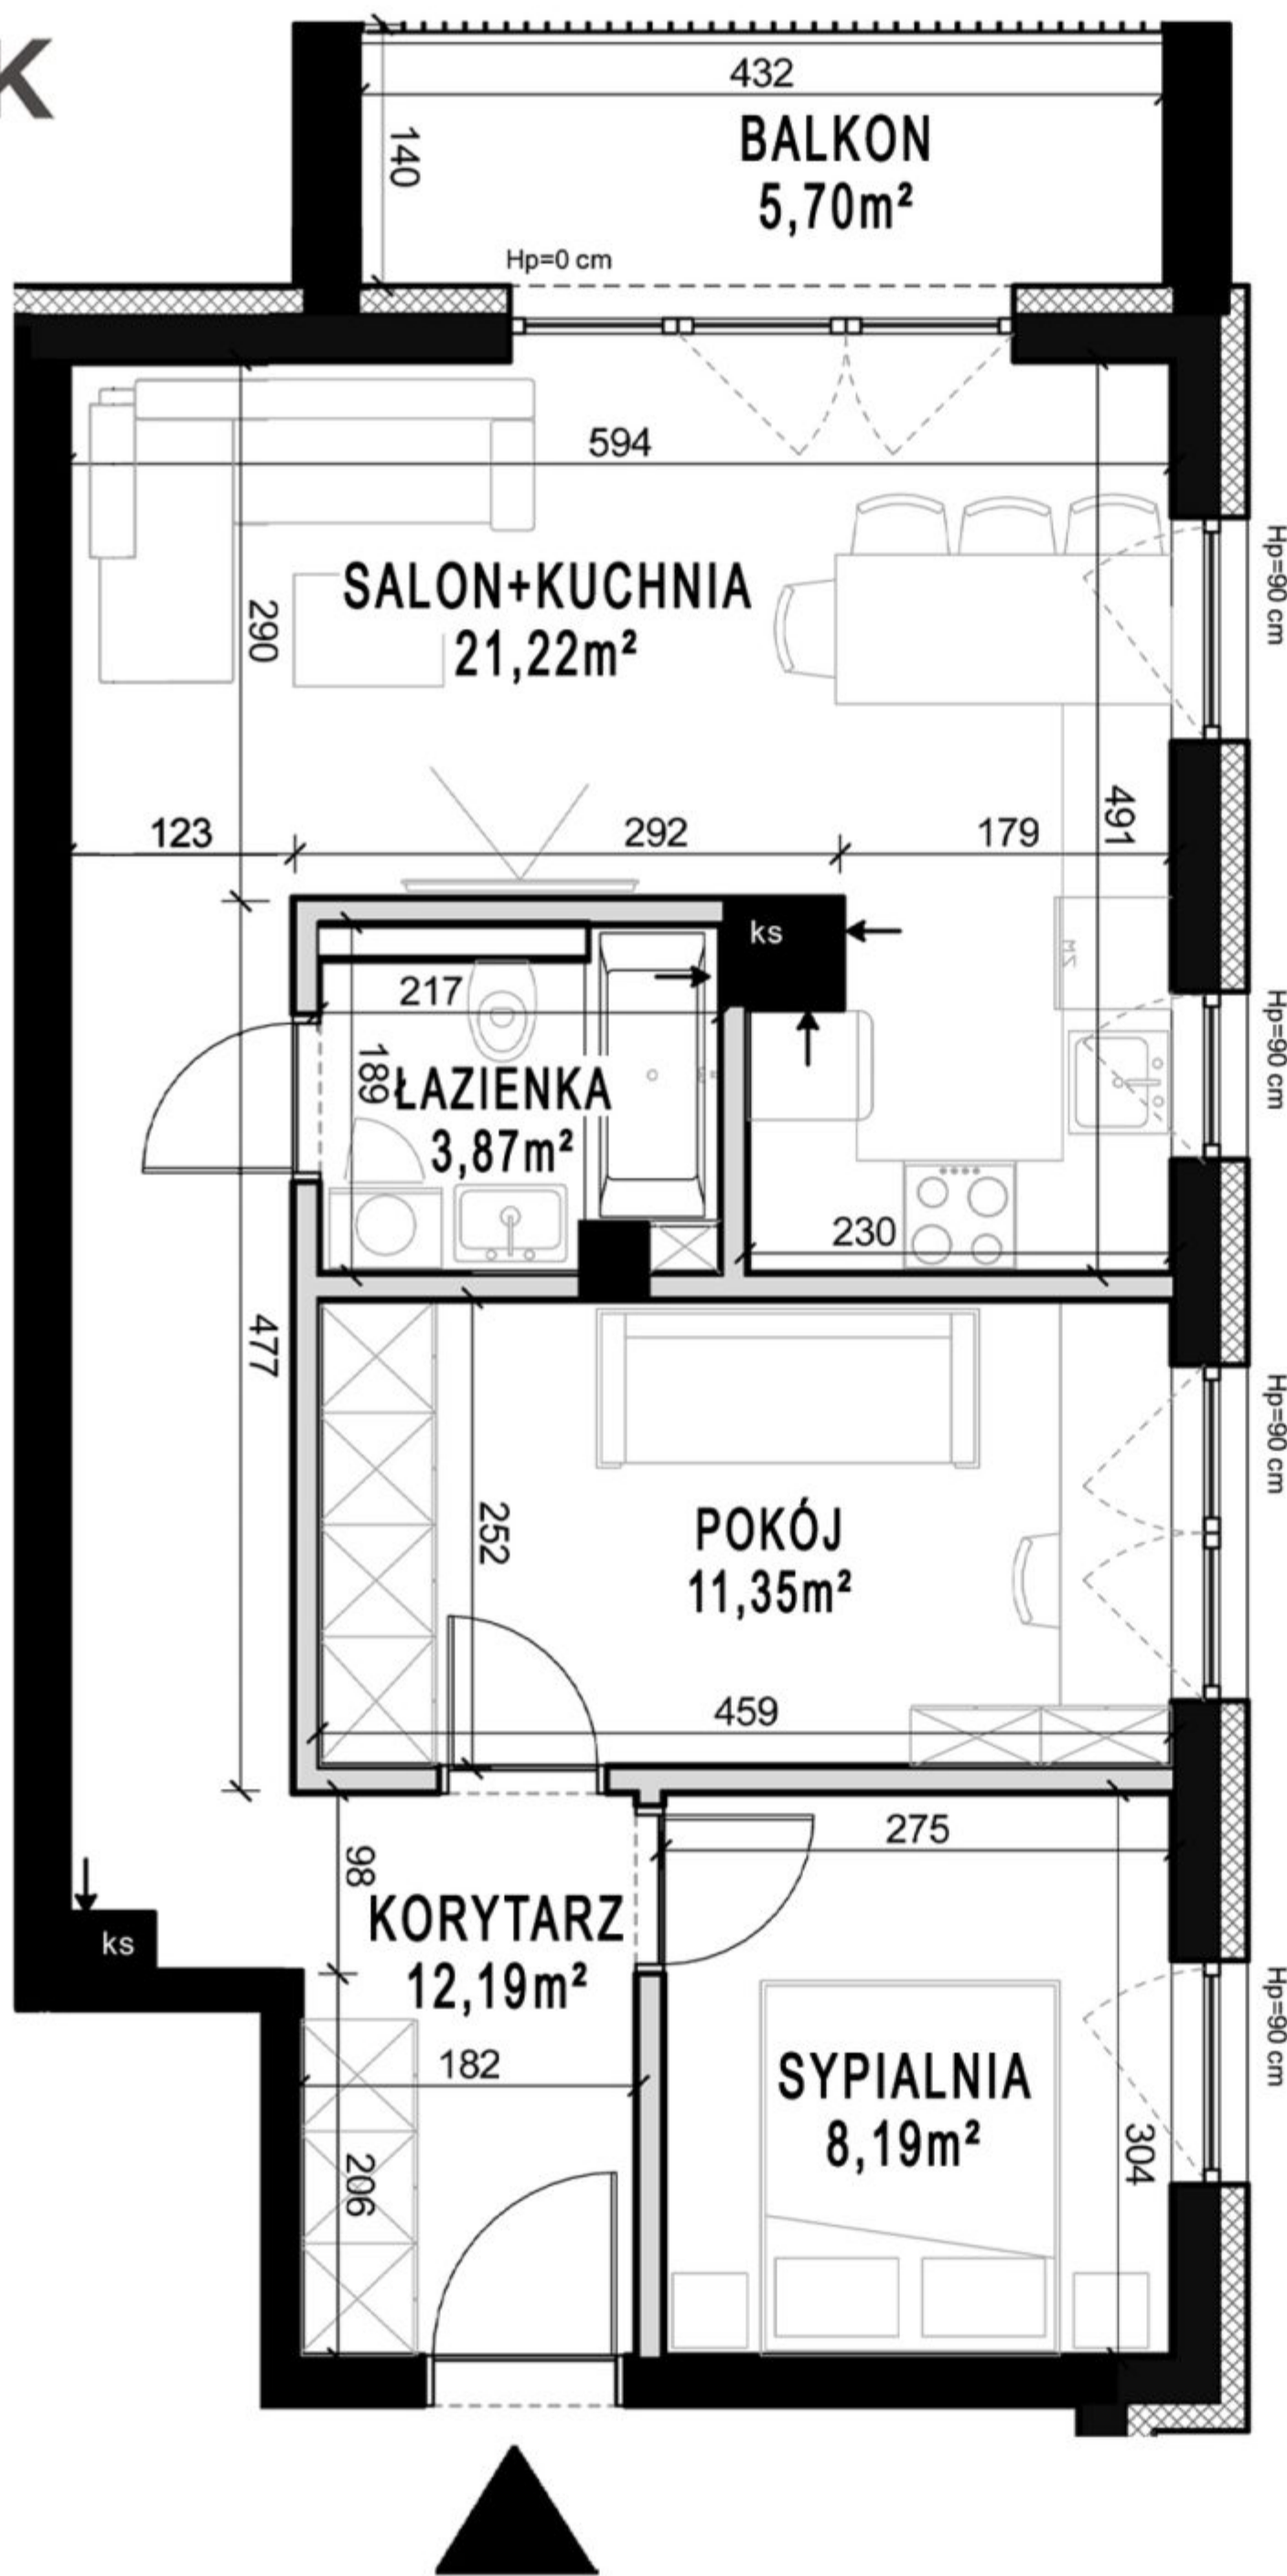 K
432
140
BALKON
5,70m²
Hp=0 cm
594
SALON+KUCHNIA
21,22m²
290
Hp=90 cm
123
292
179
491
ks
217
MZ
Hp=90 cm
189
ŁAZIENKA
3,87m²
230
477
Hp=90 cm
252
POKÓJ
11,35m²
459
275
98
KORYTARZ
12,19m²
ks
Hp=90 cm
182
SYPIALNIA
8,19m²
206
304